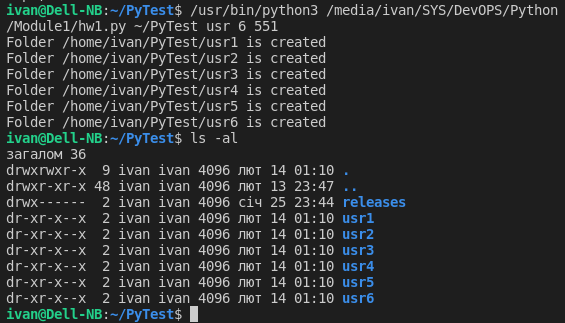 ivan@Dell-NB:~/PyTest$ /usr/bin/python3 /media/ivan/SYS/DevOPS/Python
/Module1/hw1.py ~/PyTest usr 6 551
Folder /home/ivan/PyTest/usr1 is created
Folder /home/ivan/PyTest/usr2 is created
Folder /home/ivan/PyTest/usr3 is created
Folder /home/ivan/PyTest/usr4 is created
Folder /home/ivan/PyTest/usr5 is created
Folder /home/ivan/PyTest/usr6 is created
ivan@Dell-NB:~/PyTest$ ls -al
загалом 36
drwxrwxr-x  9 ivan ivan 4096 лют 14 01:10 .
drwxr-xr-x 48 ivan ivan 4096 лют 13 23:47 ..
drwx------  2 ivan ivan 4096 січ 25 23:44 releases
dr-xr-x--x  2 ivan ivan 4096 лют 14 01:10 usr1
dr-xr-x--x  2 ivan ivan 4096 лют 14 01:10 usr2
dr-xr-x--x  2 ivan ivan 4096 лют 14 01:10 usr3
dr-xr-x--x  2 ivan ivan 4096 лют 14 01:10 usr4
dr-xr-x--x  2 ivan ivan 4096 лют 14 01:10 usr5
dr-xr-x--x  2 ivan ivan 4096 лют 14 01:10 usr6
ivan@Dell-NB:~/PyTest$